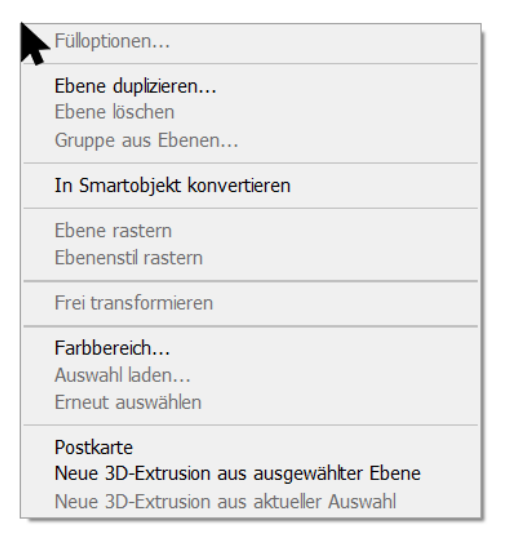 Fülloptionen...
Ebene duplizieren...
Ebene löschen
Gruppe aus Ebenen...
In Smartobjekt konvertieren
Ebene rastern
Ebenenstil rastern
Frei transformieren
Farbbereich...
Auswahl laden...
Erneut auswählen
Postkarte
Neue 3D-Extrusion aus ausgewählter Ebene
Neue 3D-Extrusion aus aktueller Auswahl